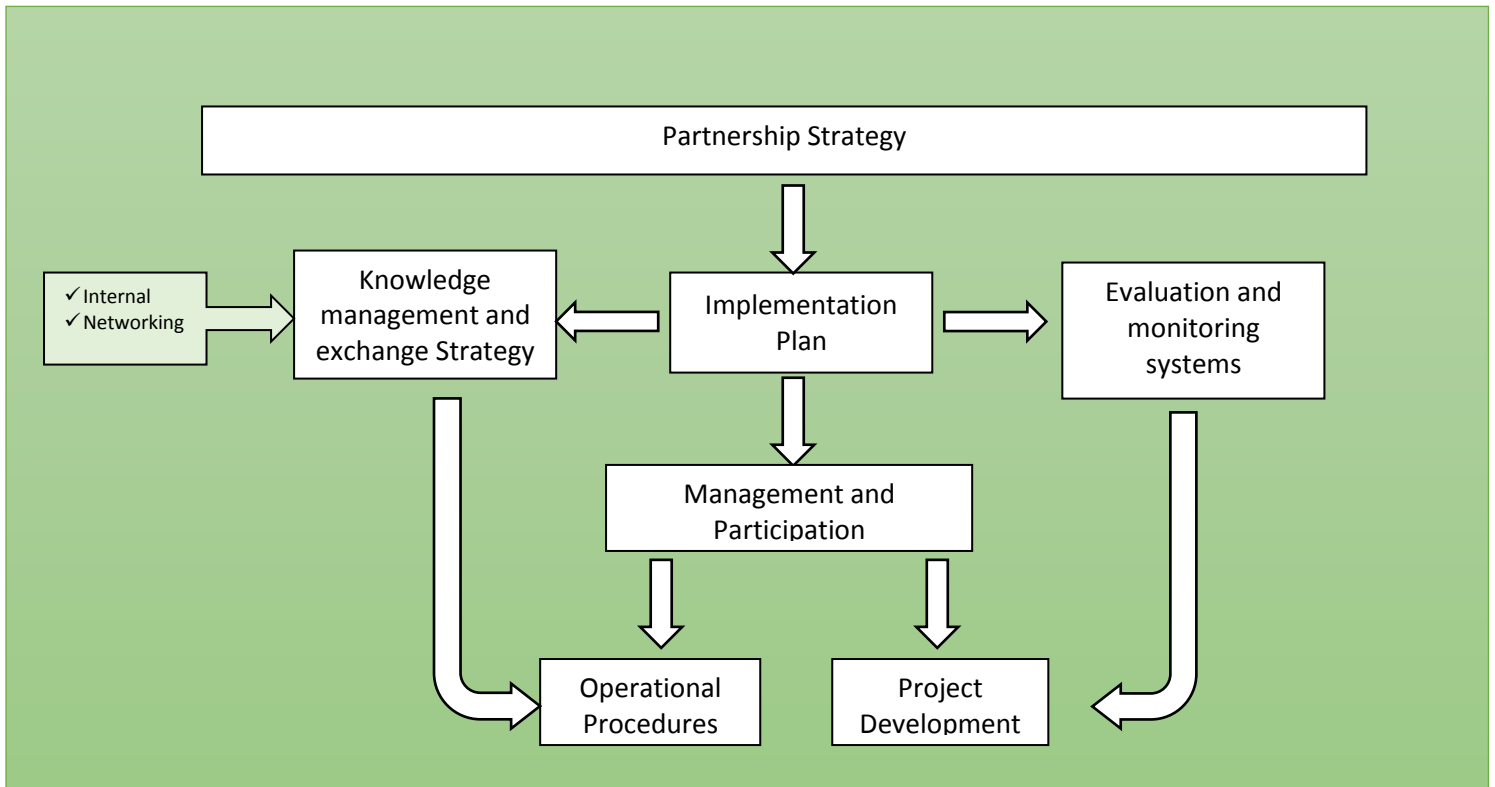 Partnership Strategy
✓ Internal
✓ Networking
Knowledge
management and
exchange Strategy
Implementation
Plan
Evaluation and
monitoring
systems
Management and
Participation
Operational
Procedures
Project
Development